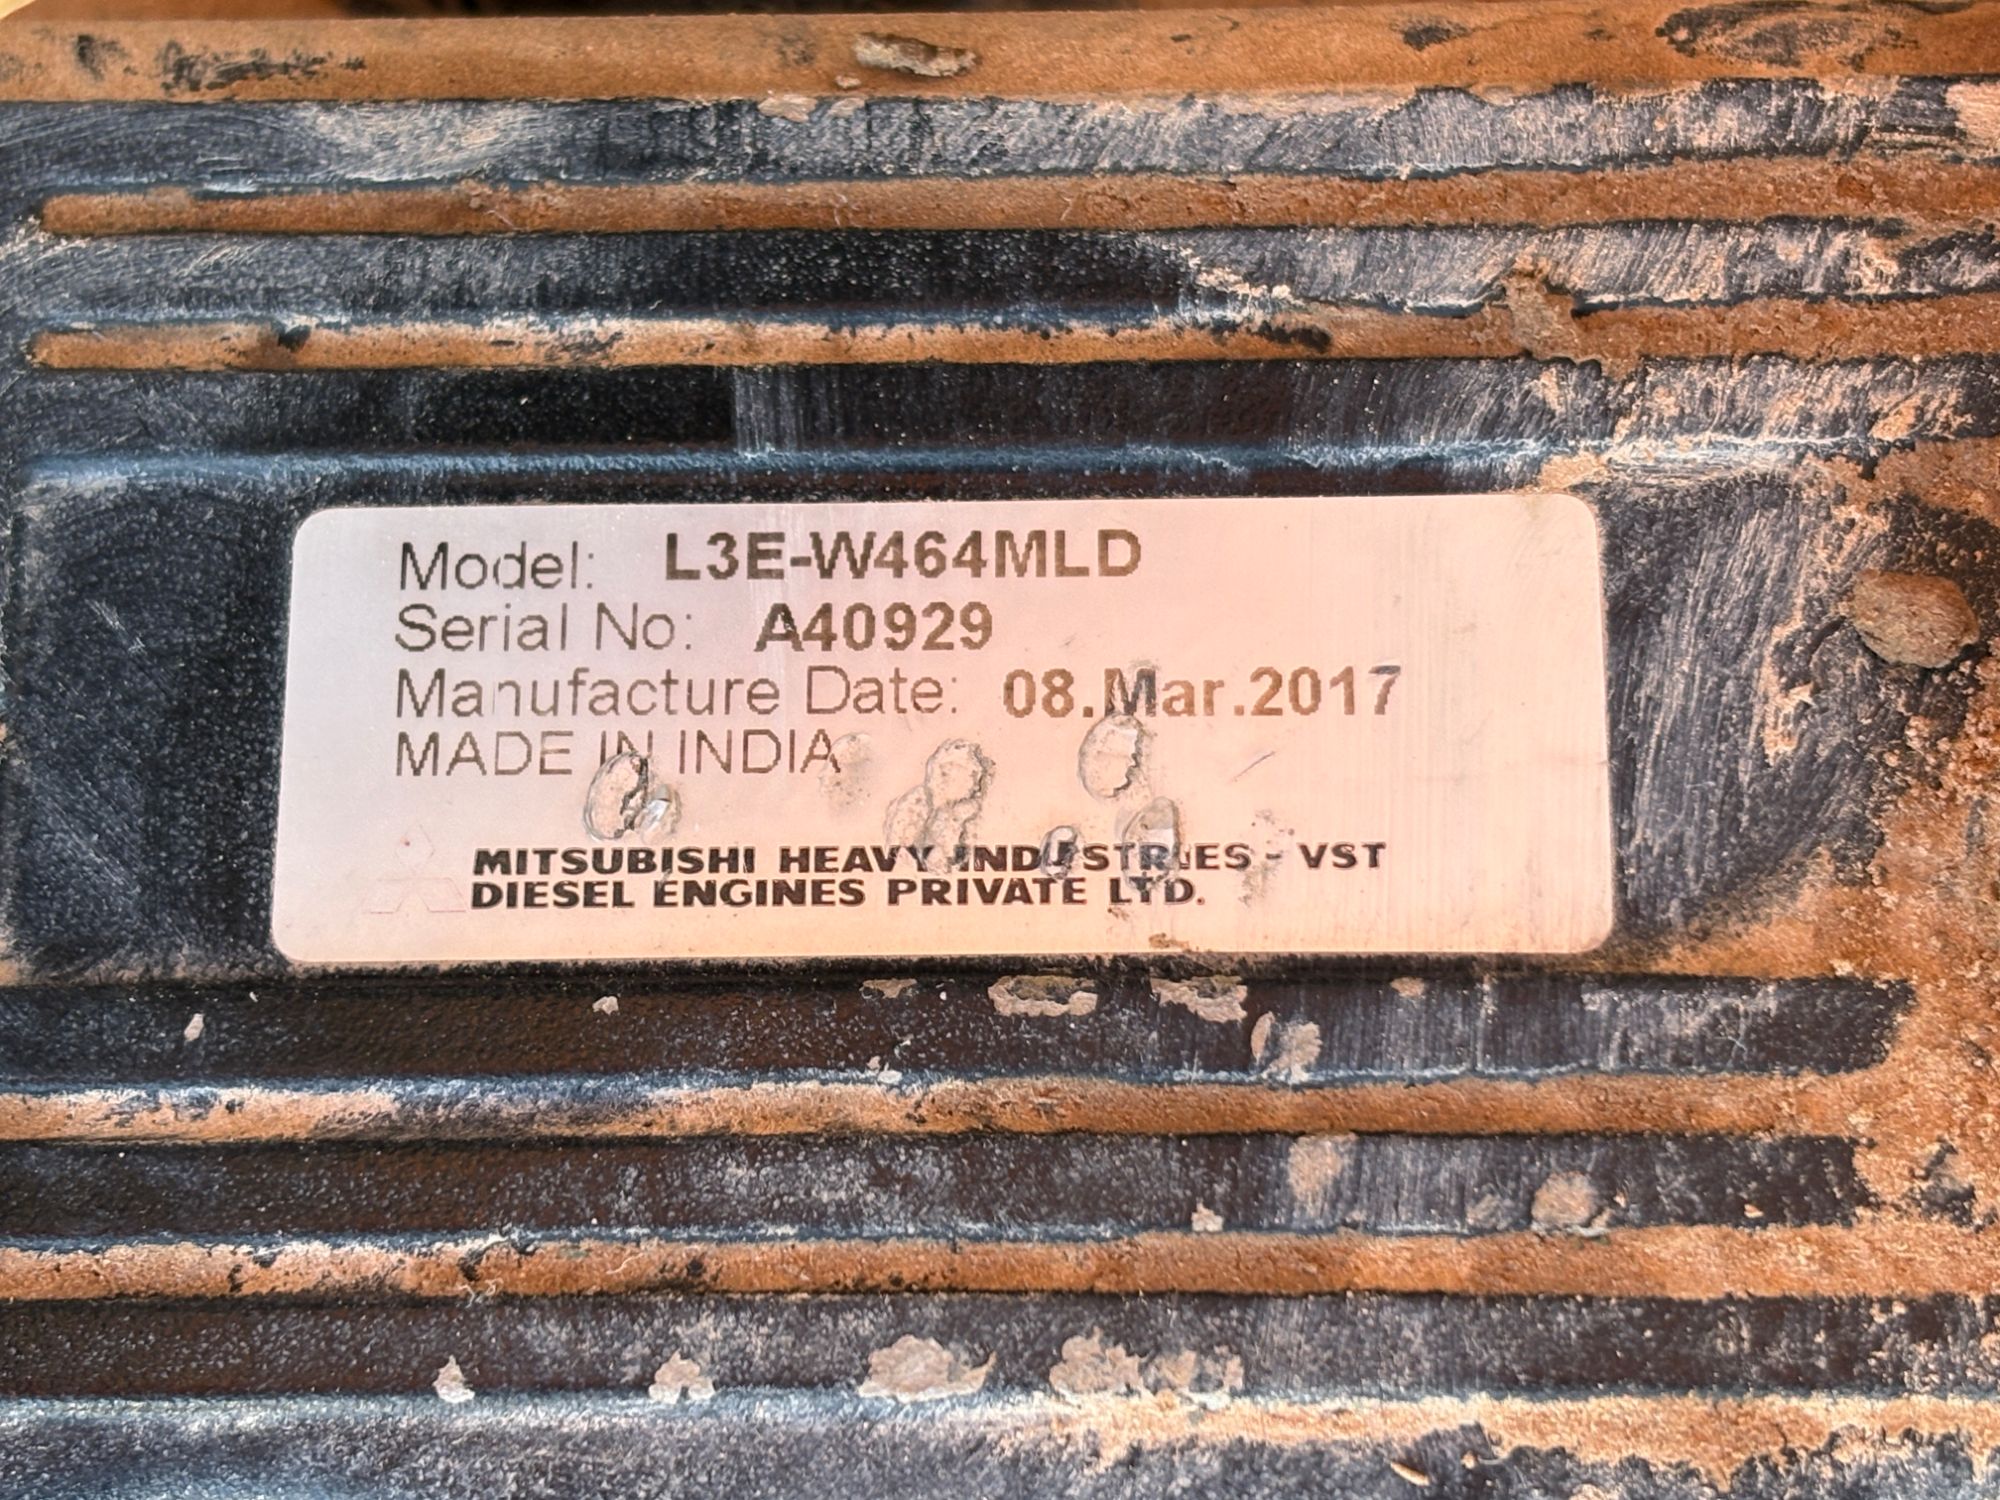 Model: L3E-W464MLD
Serial No: A40929
Manufacture Date: 08.Mar.2017
MADE IN INDIA
MITSUBISHI HEAVY INDUSTRIES - VST
DIESEL ENGINES PRIVATE LTD.